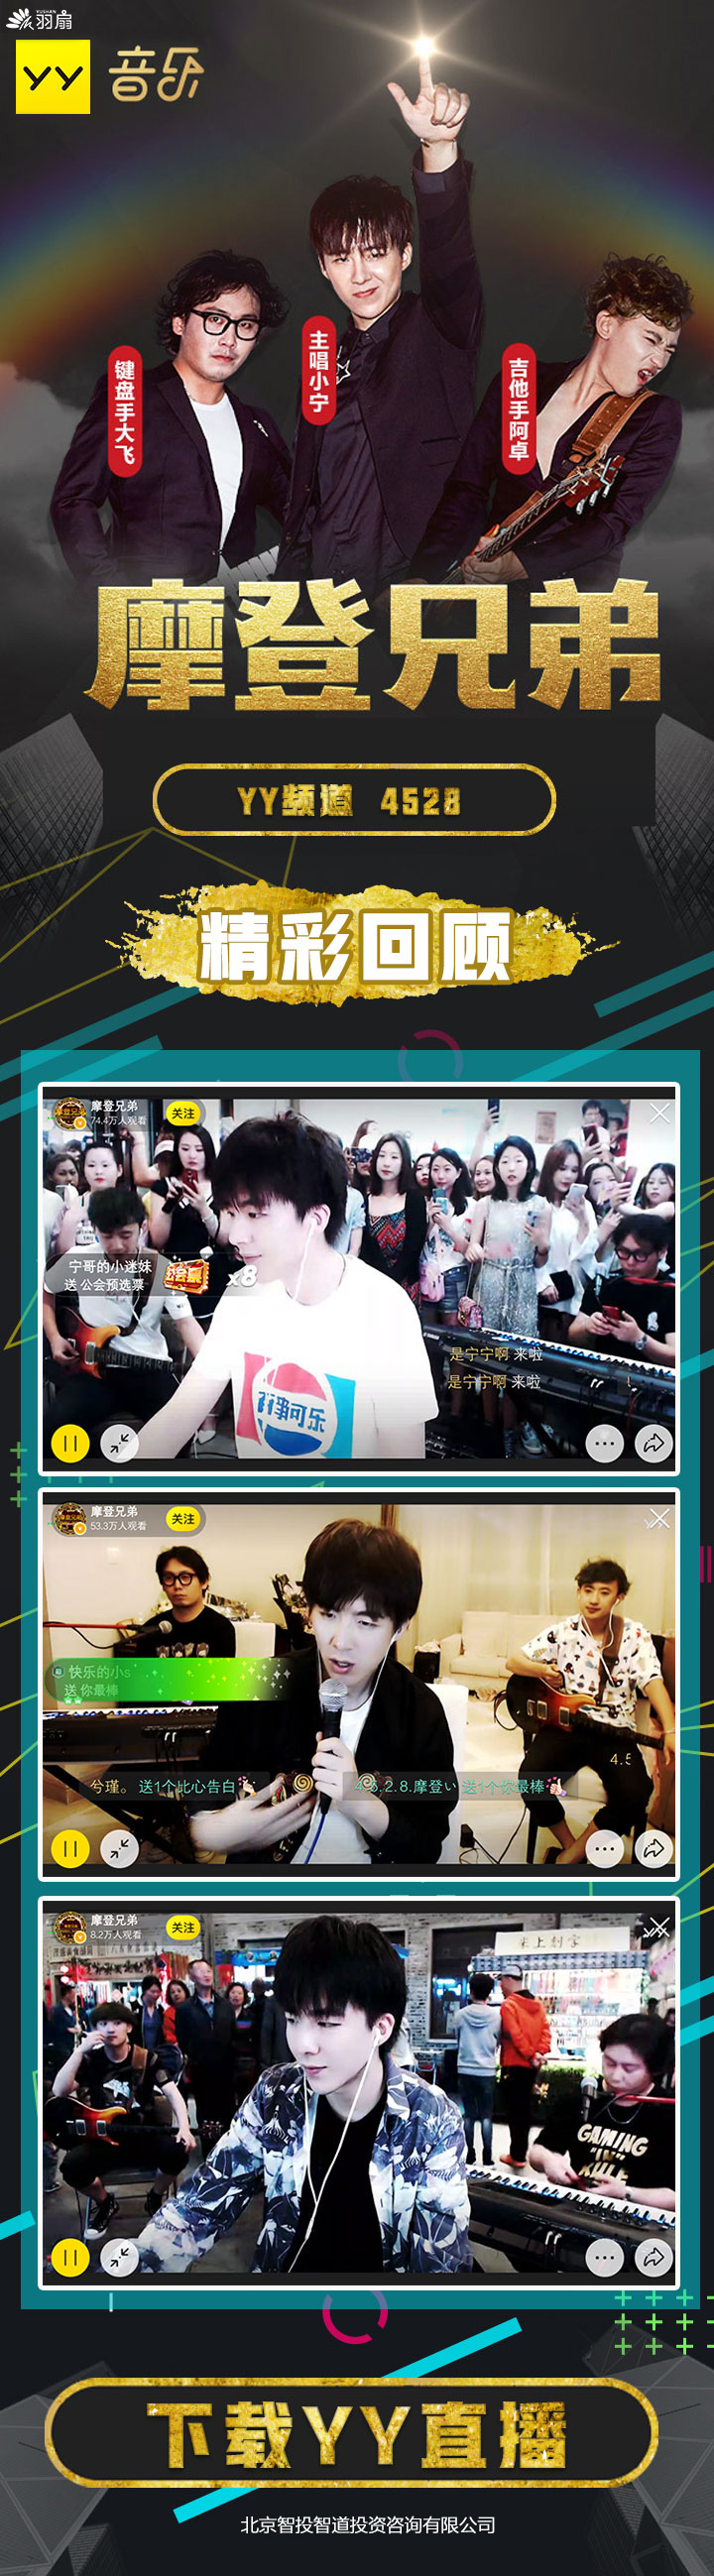 YUSHAN
羽扇
YY 音乐
主唱小宁
键盘手大飞
吉他手阿卓
摩登兄弟
YY频道 4528
精彩回顾
摩登兄弟
74.4万人观看
关注
宁哥的小迷妹
送 公会预选票
x8
百事可乐
是宁宁啊 来啦
是宁宁啊 来啦
摩登兄弟
53.3万人观看
关注
快乐的小s
送 你最棒
4.5
兮瑾。 送1个比心告白
4.5.2.8.摩登い 送1个你最棒
摩登兄弟
8.2万人观看
关注
GAMING
下载YY直播
北京智投智道投资咨询有限公司